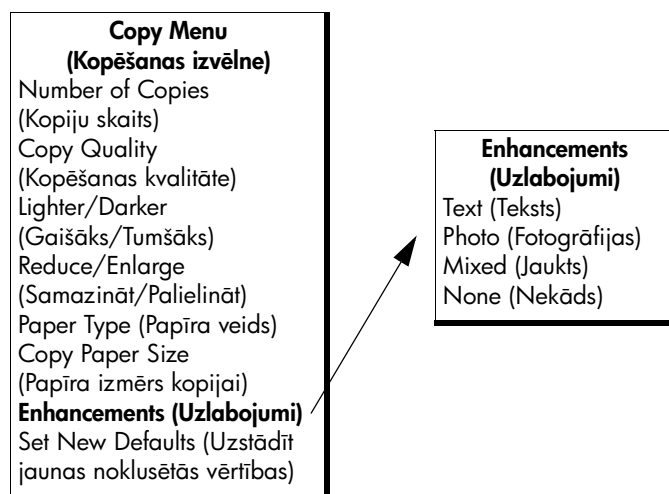 Copy Menu
(Kopēšanas izvēlne)
Number of Copies
(Kopiju skaits)
Copy Quality
(Kopēšanas kvalitāte)
Lighter/Darker
(Gaišāks/Tumšāks)
Reduce/Enlarge
(Samazināt/Palielināt)
Paper Type (Papīra veids)
Copy Paper Size
(Papīra izmērs kopijai)
Enhancements (Uzlabojumi)
Set New Defaults (Uzstādīt
jaunas noklusētās vērtības)
Enhancements
(Uzlabojumi)
Text (Teksts)
Photo (Fotogrāfijas)
Mixed (Jaukts)
None (Nekāds)